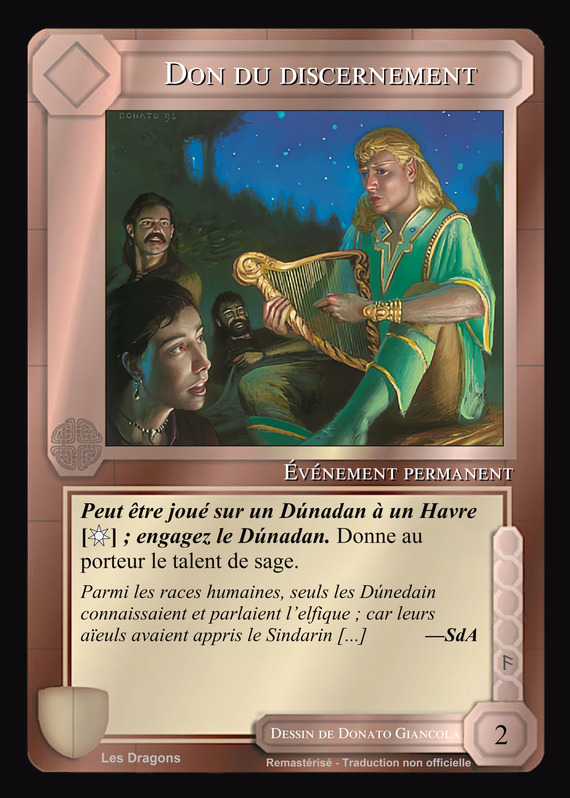 Don du discernement
DONATO 94
Événement permanent
Peut être joué sur un Dúnadan à un Havre
[] ; engagez le Dúnadan. Donne au
porteur le talent de sage.
Parmi les races humaines, seuls les Dúnedain
connaissaient et parlaient l'elfique ; car leurs
aïeuls avaient appris le Sindarin [...] —SdA
ᚨ
Dessin de Donato Giancola
2
Les Dragons
Remastérisé - Traduction non officielle